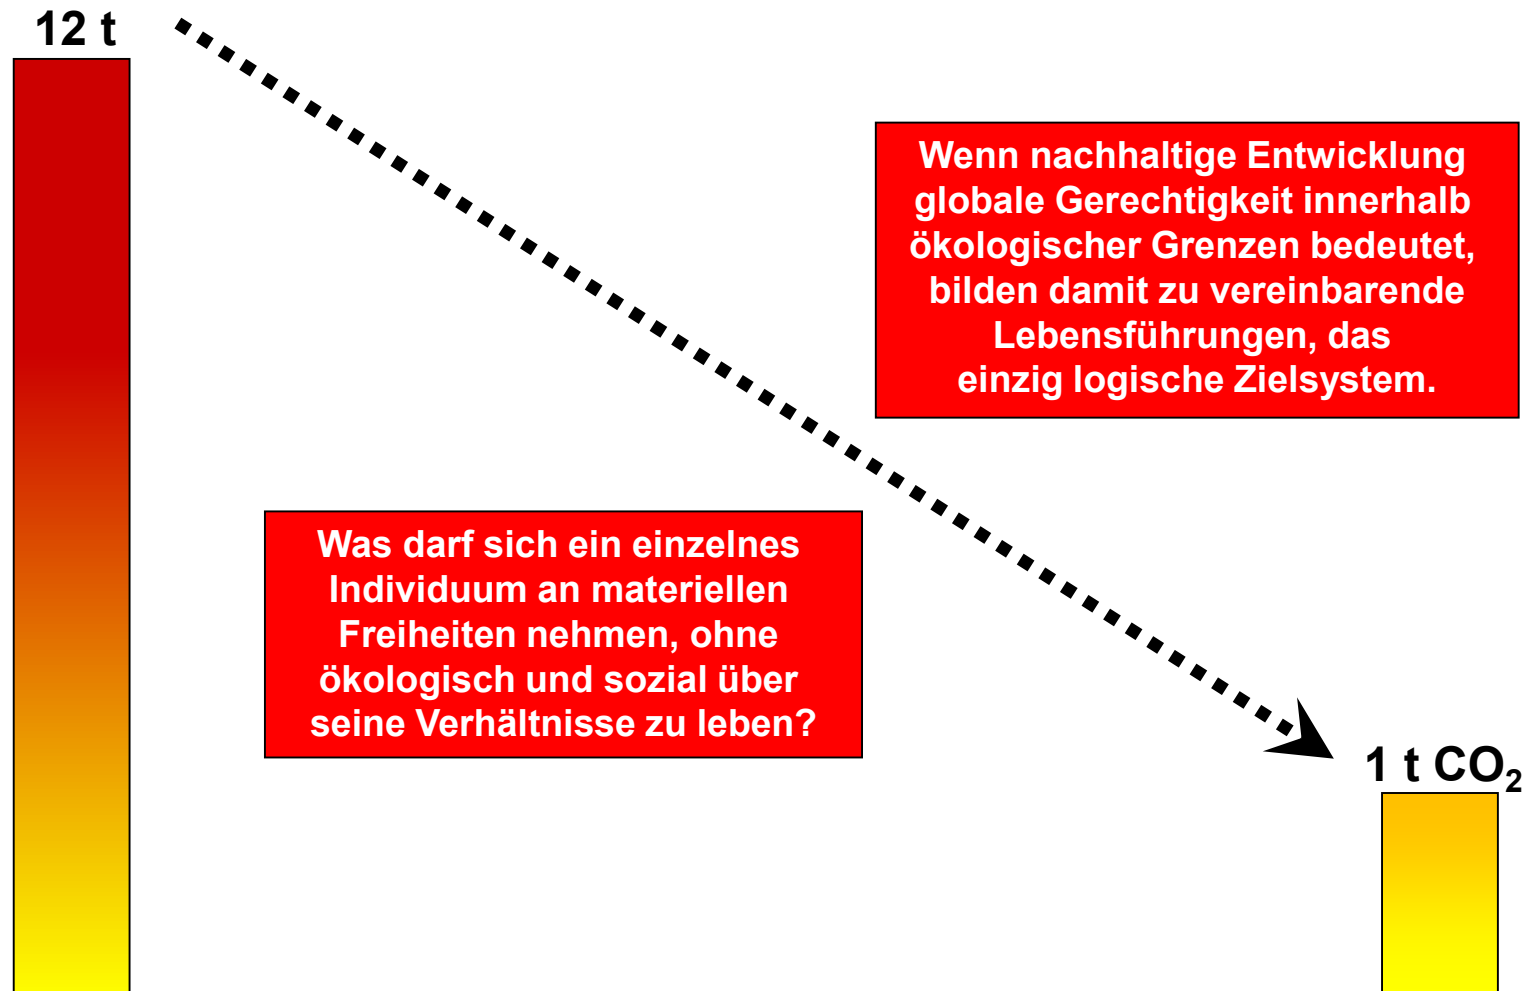 12 t
Wenn nachhaltige Entwicklung
globale Gerechtigkeit innerhalb
ökologischer Grenzen bedeutet,
bilden damit zu vereinbarende
Lebensführungen, das
einzig logische Zielsystem.
Was darf sich ein einzelnes
Individuum an materiellen
Freiheiten nehmen, ohne
ökologisch und sozial über
seine Verhältnisse zu leben?
1 t CO₂